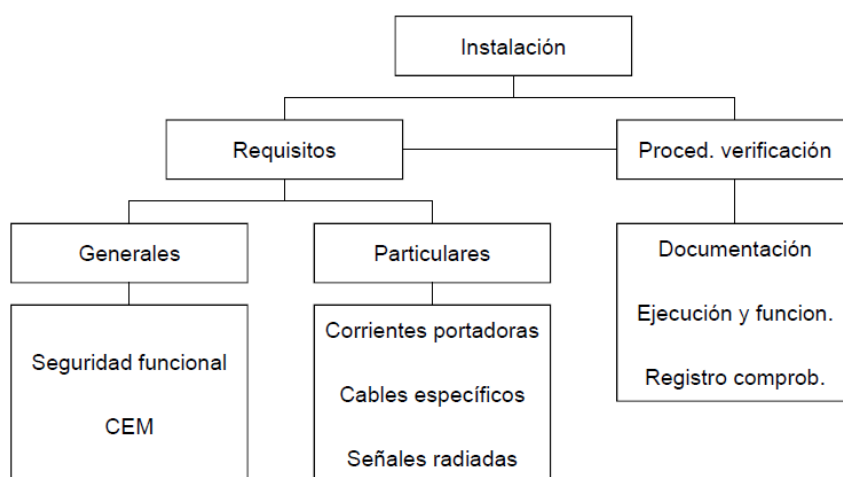 Instalación
Requisitos
Proced. verificación
Generales
Particulares
Documentación
Ejecución y funcion.
Registro comprob.
Seguridad funcional
CEM
Corrientes portadoras
Cables específicos
Señales radiadas